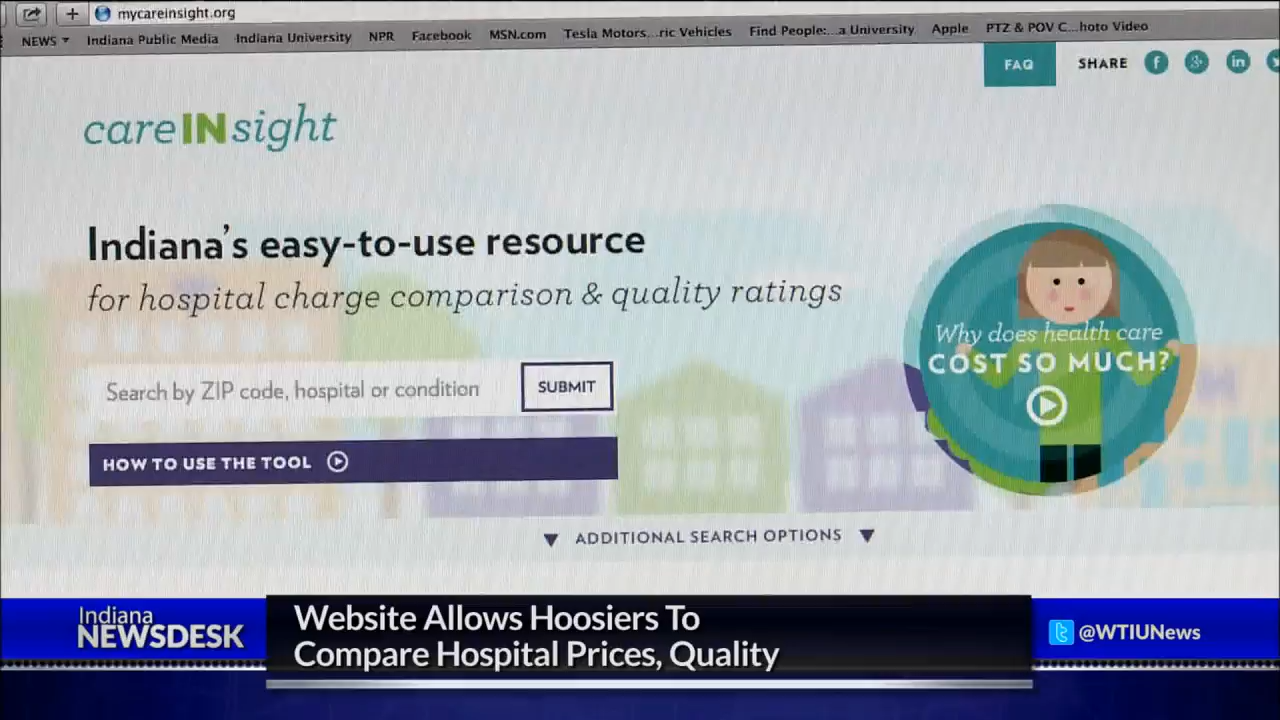 mycareinsight.org
NEWS
Indiana Public Media
Indiana University
NPR
Facebook
MSN.com
Tesla Motors...ric Vehicles
Find People:...a University
Apple
PTZ & POV C...hoto Video
FAQ
SHARE
careINsight
Indiana's easy-to-use resource
for hospital charge comparison & quality ratings
Search by ZIP code, hospital or condition
SUBMIT
HOW TO USE THE TOOL
Why does health care
COST SO MUCH?
ADDITIONAL SEARCH OPTIONS
Indiana
NEWSDESK
Website Allows Hoosiers To
Compare Hospital Prices, Quality
@WTIUNews